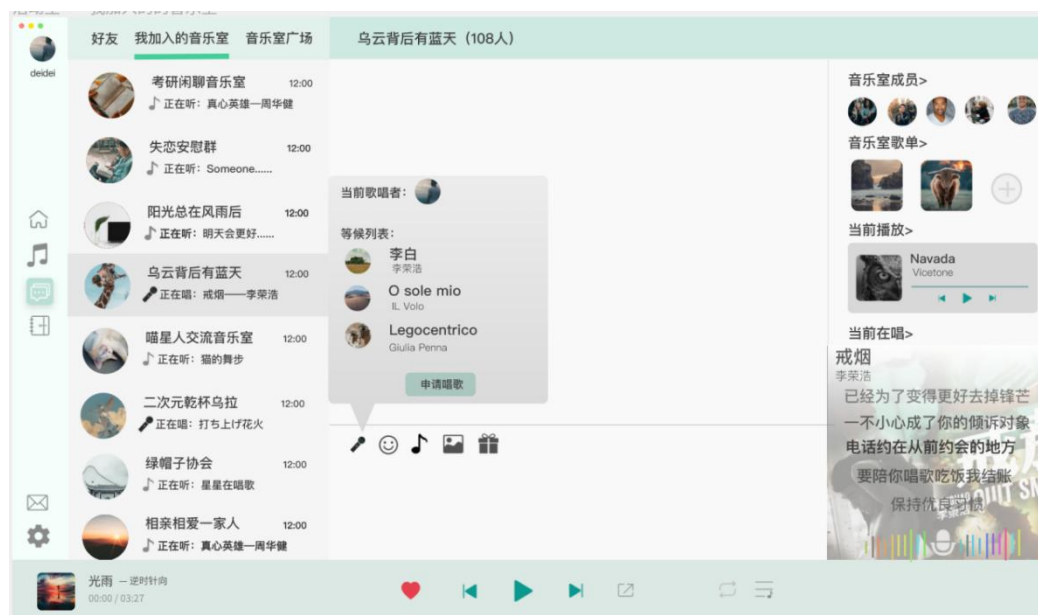 deidei
好友 我加入的音乐室 音乐室广场
乌云背后有蓝天（108人）
考研闲聊音乐室 12:00
正在听：真心英雄—周华健
失恋安慰群 12:00
正在听：Someone......
阳光总在风雨后 12:00
正在听：明天会更好......
乌云背后有蓝天 12:00
正在唱：戒烟——李荣浩
喵星人交流音乐室 12:00
正在听：猫的舞步
二次元乾杯乌拉 12:00
正在唱：打ち上げ花火
绿帽子协会 12:00
正在听：星星在唱歌
相亲相爱一家人 12:00
正在听：真心英雄—周华健
当前歌唱者：
等候列表：
李白
李荣浩
O sole mio
IL Volo
Legocentrico
Giulia Penna
申请唱歌
音乐室成员>
音乐室歌单>
当前播放>
Navada
Vicetone
当前在唱>
戒烟
李荣浩
已经为了变得更好去掉锋芒
一不小心成了你的倾诉对象
电话约在从前约会的地方
要陪你唱歌吃饭我结账
保持优良习惯
光雨 — 逆时针向
00:00 / 03:27